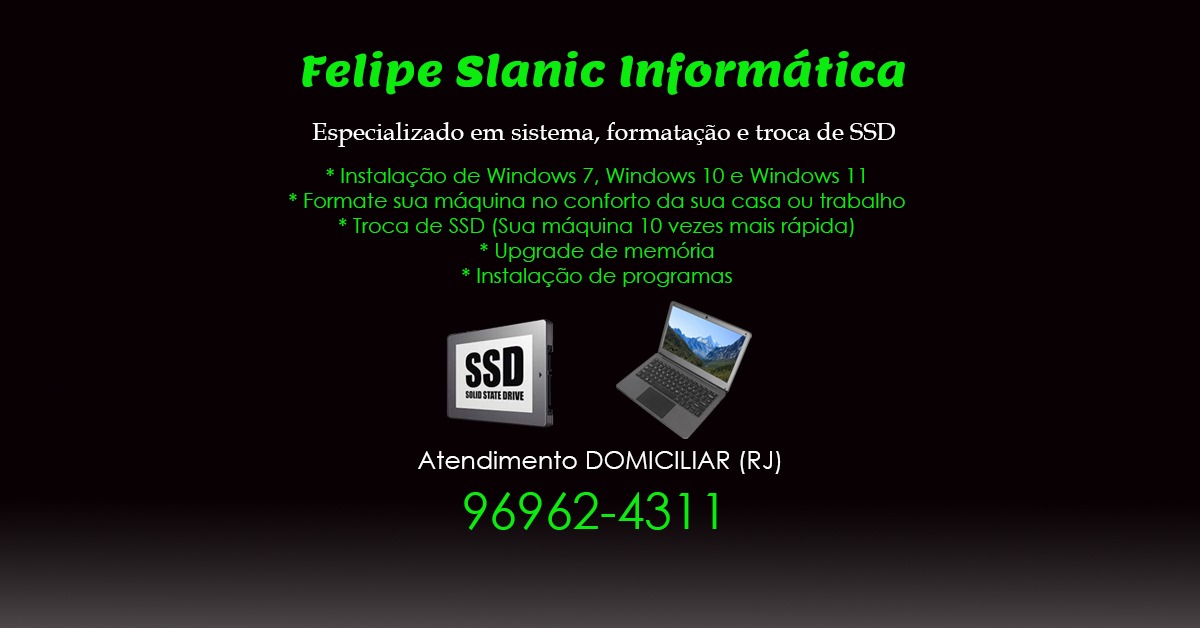 Felipe Slanic Informática
Especializado em sistema, formatação e troca de SSD
* Instalação de Windows 7, Windows 10 e Windows 11
* Formate sua máquina no conforto da sua casa ou trabalho
* Troca de SSD (Sua máquina 10 vezes mais rápida)
* Upgrade de memória
* Instalação de programas
SSD
SOLID STATE DRIVE
Atendimento DOMICILIAR (RJ)
96962-4311